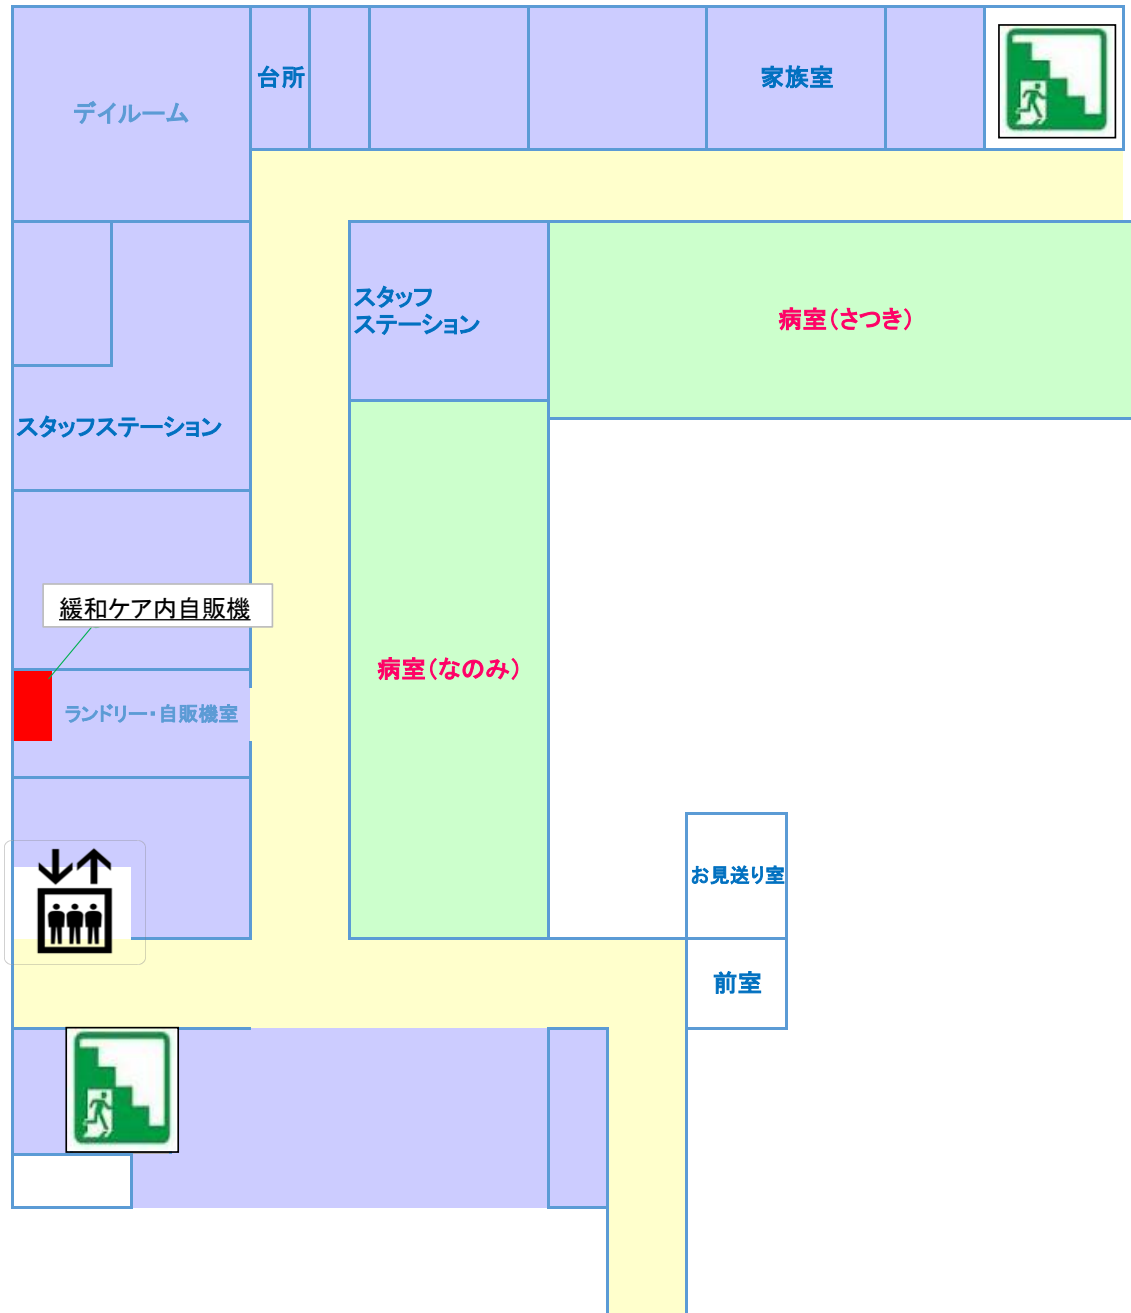 台所
家族室
デイルーム
スタッフ
ステーション
病室(さつき)
スタッフステーション
緩和ケア内自販機
病室(なのみ)
ランドリー・自販機室
お見送り室
前室